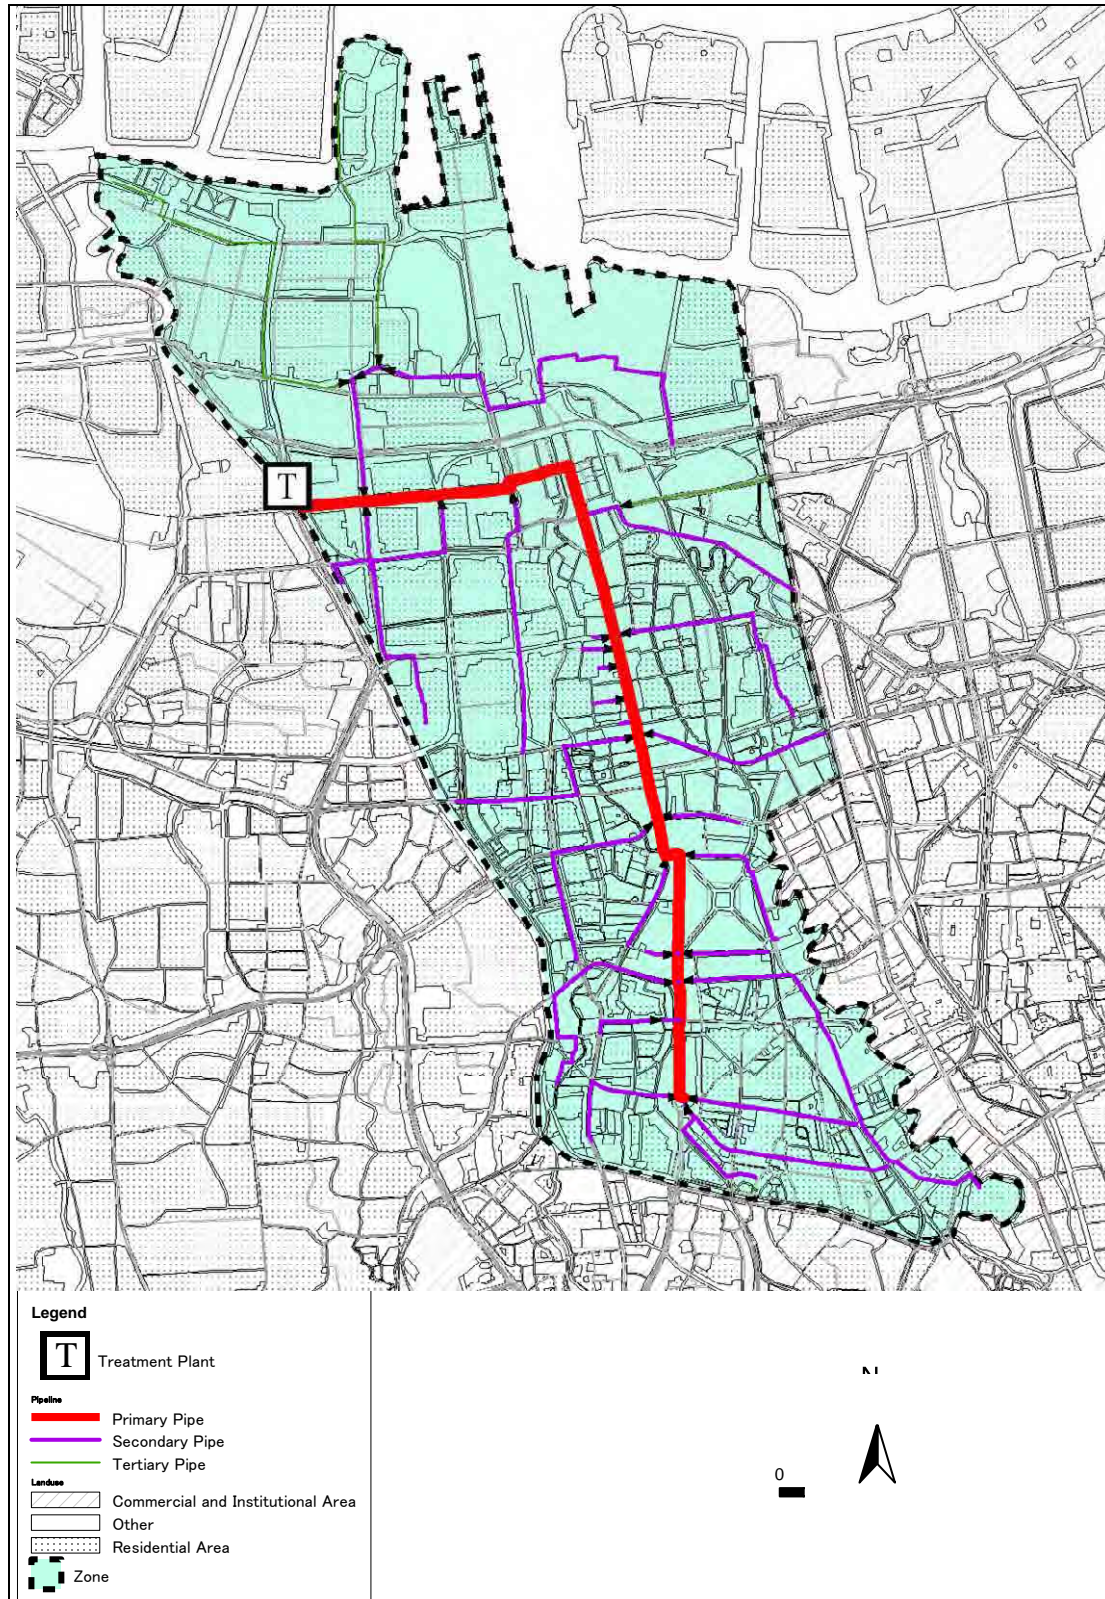 T
Legend
T Treatment Plant
Pipeline
Primary Pipe
Secondary Pipe
Tertiary Pipe
Landuse
Commercial and Institutional Area
Other
Residential Area
Zone
N
0